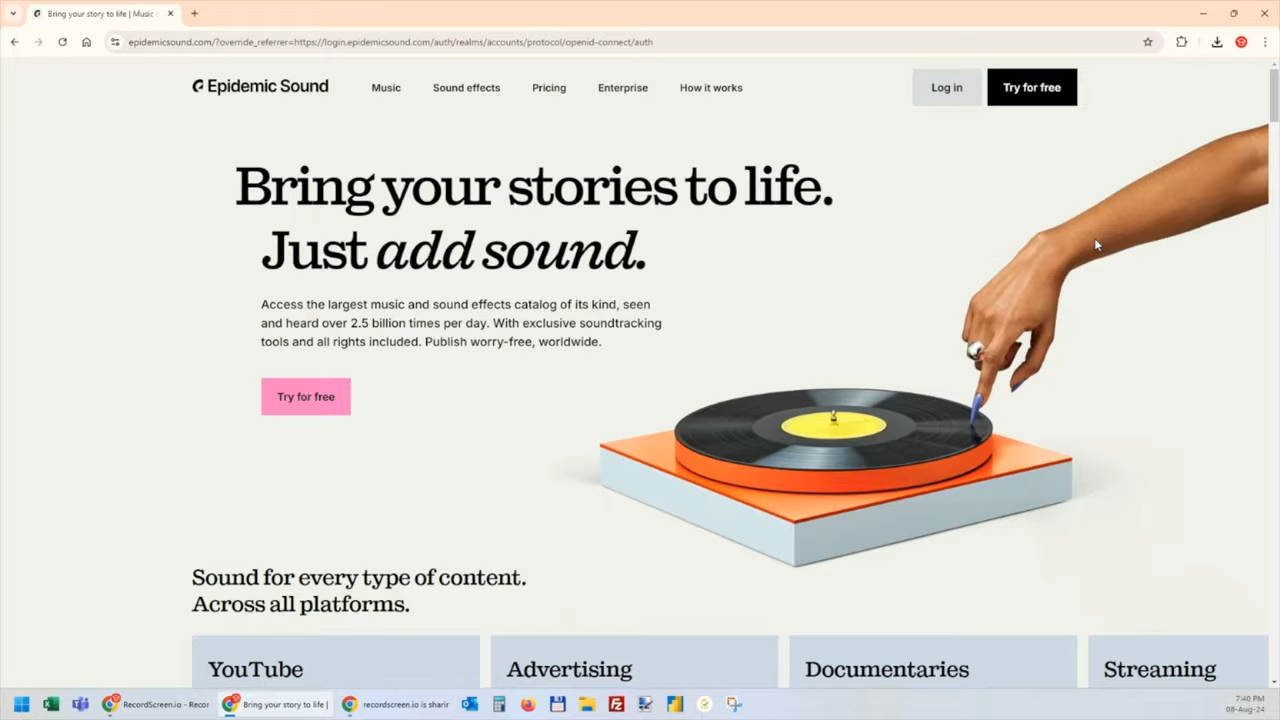 Bring your story to life | Music
epidemicsound.com/?override_referrer=https://login.epidemicsound.com/auth/realms/accounts/protocol/openid-connect/auth
Epidemic Sound
Music
Sound effects
Pricing
Enterprise
How it works
Log in
Try for free
Bring your stories to life.
Just add sound.
Access the largest music and sound effects catalog of its kind, seen
and heard over 2.5 billion times per day. With exclusive soundtracking
tools and all rights included. Publish worry-free, worldwide.
Try for free
Sound for every type of content.
Across all platforms.
YouTube
Advertising
Documentaries
Streaming
RecordScreen.io - Recor
Bring your story to life |
recordscreen.io is sharin
7:40 PM
08-Aug-24